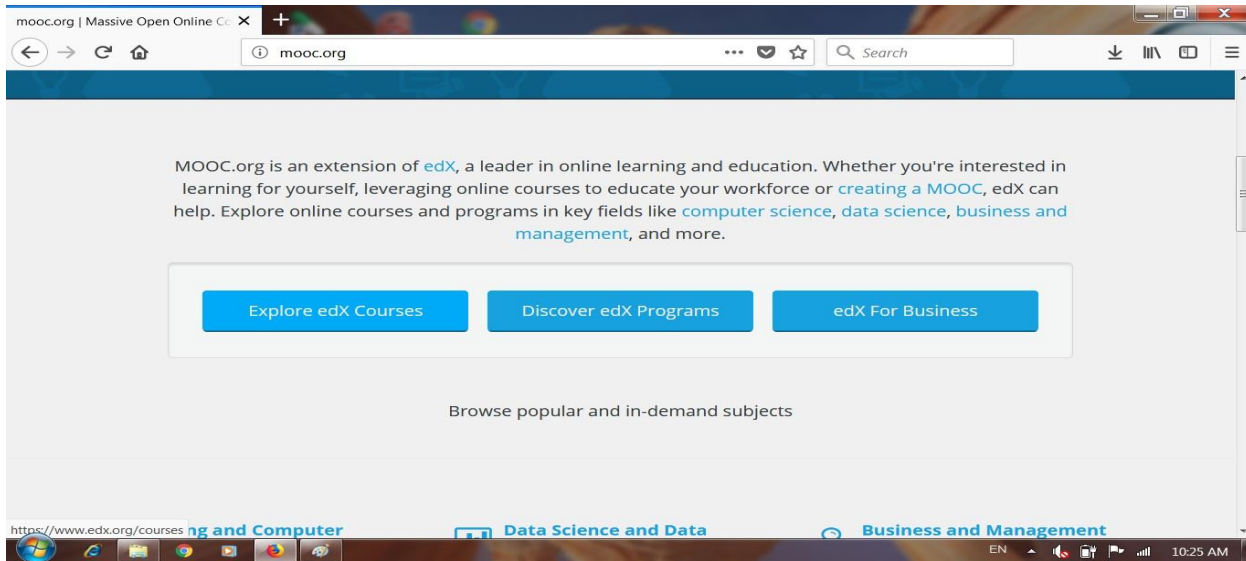 mooc.org | Massive Open Online Co
mooc.org
Search
MOOC.org is an extension of edX, a leader in online learning and education. Whether you're interested in
learning for yourself, leveraging online courses to educate your workforce or creating a MOOC, edX can
help. Explore online courses and programs in key fields like computer science, data science, business and
management, and more.
Explore edX Courses Discover edX Programs edX For Business
Browse popular and in-demand subjects
https://www.edx.org/courses ng and Computer Data Science and Data Business and Management
EN 10:25 AM